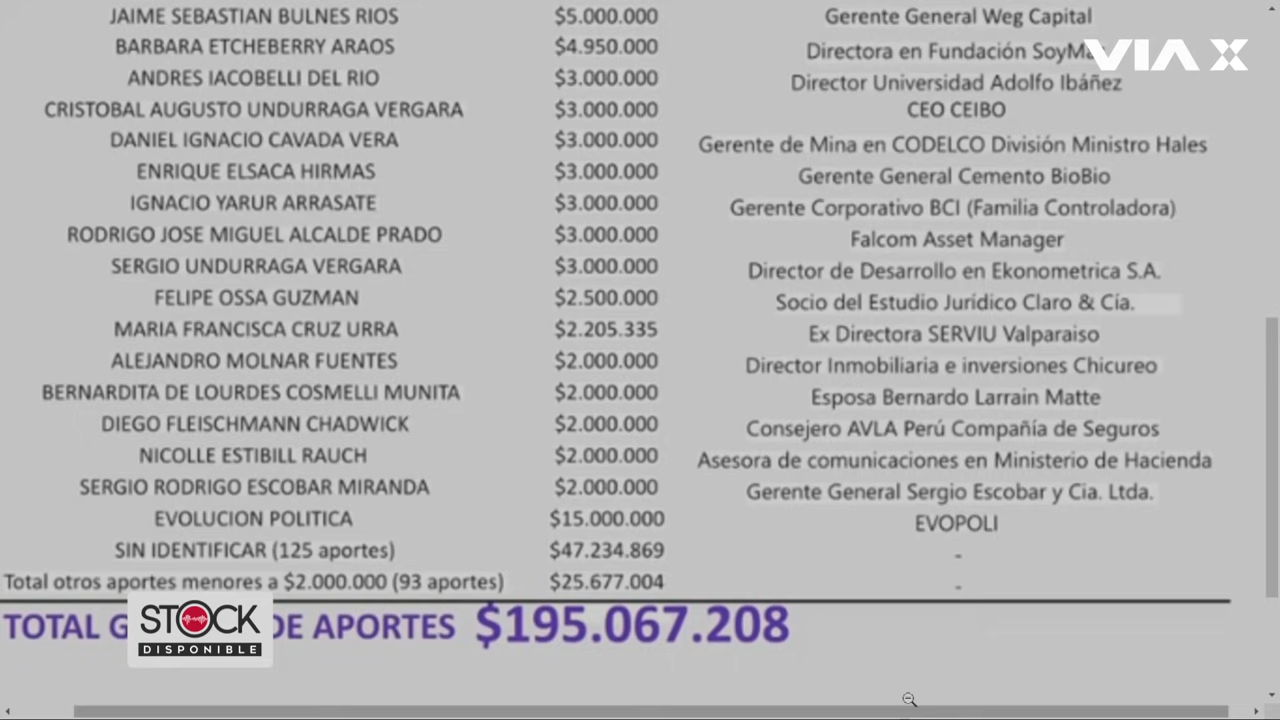 JAIME SEBASTIAN BULNES RIOS $5.000.000 Gerente General Weg Capital
BARBARA ETCHEBERRY ARAOS $4.950.000 Directora en Fundación
ANDRES IACOBELLI DEL RIO $3.000.000 Director Universidad Adolfo Ibáñez
CRISTOBAL AUGUSTO UNDURRAGA VERGARA $3.000.000 CEO CEIBO
DANIEL IGNACIO CAVADA VERA $3.000.000 Gerente de Mina en CODELCO División Ministro Hales
ENRIQUE ELSACA HIRMAS $3.000.000 Gerente General Cemento BioBio
IGNACIO YARUR ARRASATE $3.000.000 Gerente Corporativo BCI (Familia Controladora)
RODRIGO JOSE MIGUEL ALCALDE PRADO $3.000.000 Falcom Asset Manager
SERGIO UNDURRAGA VERGARA $3.000.000 Director de Desarrollo en Ekonometrica S.A.
FELIPE OSSA GUZMAN $2.500.000 Socio del Estudio Jurídico Claro & Cía.
MARIA FRANCISCA CRUZ URRA $2.205.335 Ex Directora SERVIU Valparaiso
ALEJANDRO MOLNAR FUENTES $2.000.000 Director Inmobiliaria e inversiones Chicureo
BERNARDITA DE LOURDES COSMELLI MUNITA $2.000.000 Esposa Bernardo Larrain Matte
DIEGO FLEISCHMANN CHADWICK $2.000.000 Consejero AVLA Perú Compañía de Seguros
NICOLLE ESTIBILL RAUCH $2.000.000 Asesora de comunicaciones en Ministerio de Hacienda
SERGIO RODRIGO ESCOBAR MIRANDA $2.000.000 Gerente General Sergio Escobar y Cia. Ltda.
EVOLUCION POLITICA $15.000.000 EVOPOLI
SIN IDENTIFICAR (125 aportes) $47.234.869 -
Total otros aportes menores a $2.000.000 (93 aportes) $25.677.004 -
TOTAL DE APORTES $195.067.208
VIA X
STOCK
DISPONIBLE